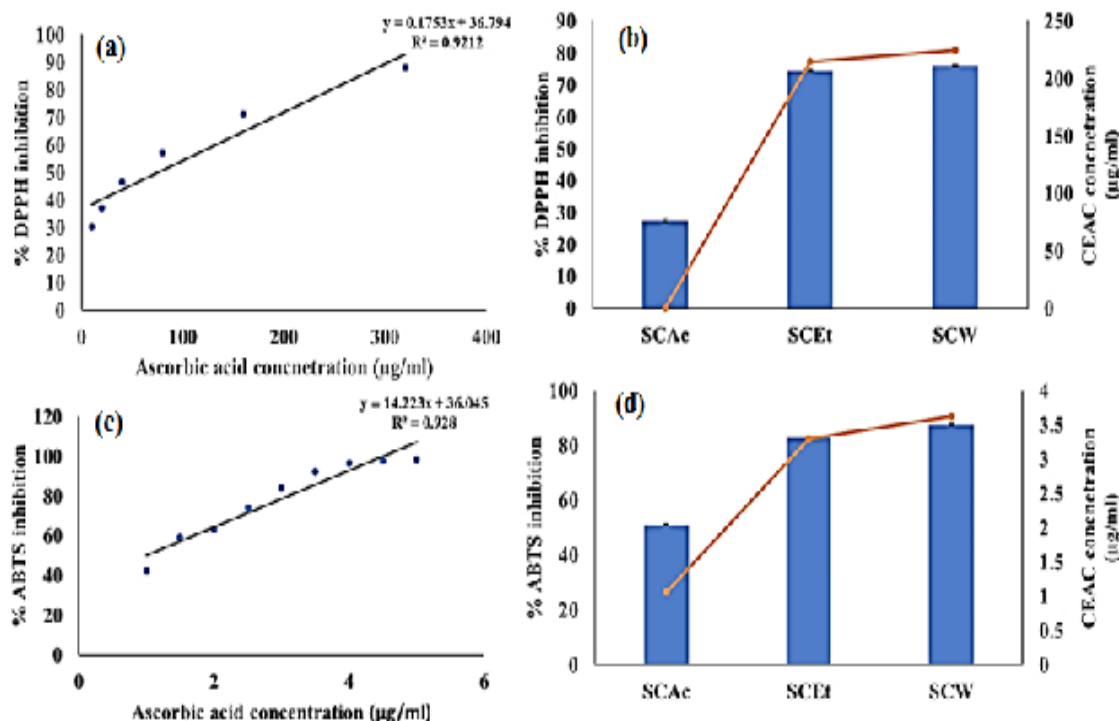 (a)
y = 0.1753x + 36.794
R² = 0.9212
100
90
80
70
60
50
40
30
20
10
0
% DPPH inhibition
0 100 200 300 400
Ascorbic acid concnetration (µg/ml)
(b)
90
80
70
60
50
40
30
20
10
0
% DPPH inhibition
250
200
150
100
50
0
CEAC concnetration
(µg/ml)
SCAc SCEt SCW
(c)
y = 14.223x + 36.045
R² = 0.928
120
100
80
60
40
20
0
% ABTS inhibition
0 2 4 6
Ascorbic acid concentration (µg/ml)
(d)
100
80
60
40
20
0
% ABTS inhibition
4
3.5
3
2.5
2
1.5
1
0.5
0
CEAC concentration
(µg/ml)
SCAc SCEt SCW